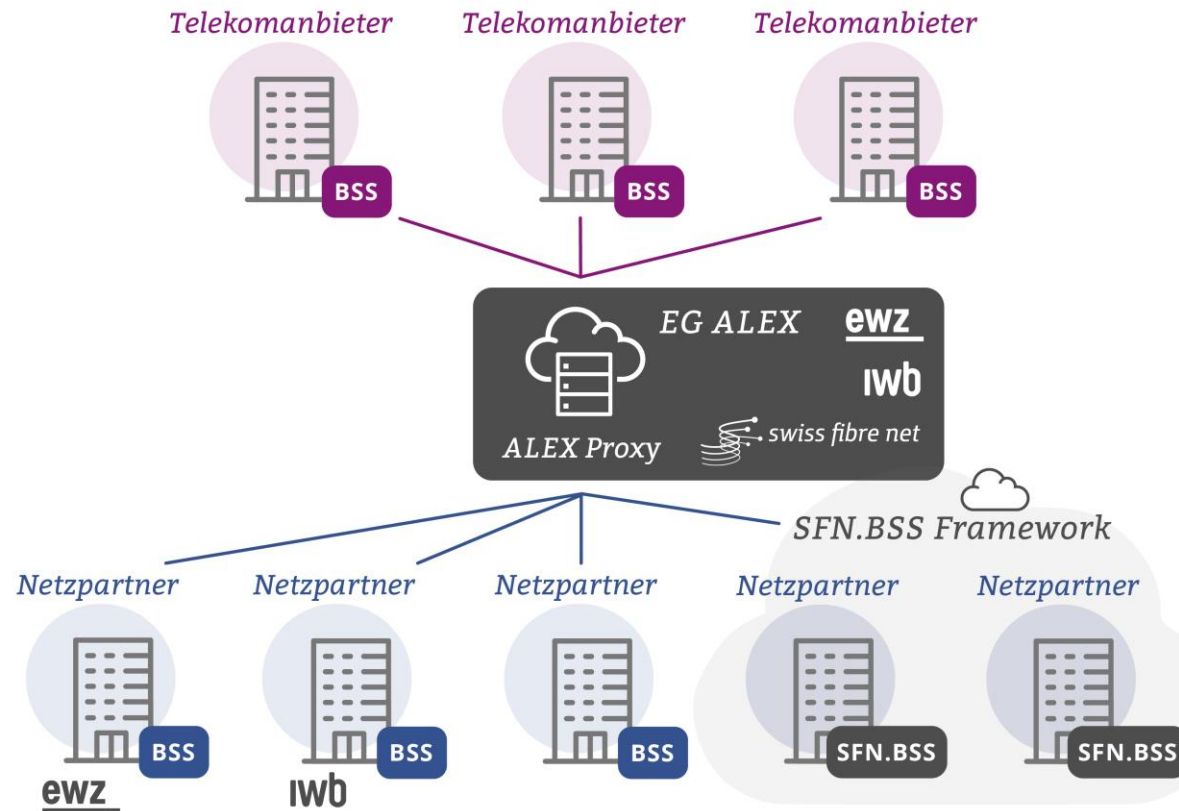 Telekomanbieter Telekomanbieter Telekomanbieter
BSS BSS BSS
EG ALEX ewz
iwb
ALEX Proxy swiss fibre net
SFN.BSS Framework
Netzpartner Netzpartner Netzpartner Netzpartner Netzpartner
BSS BSS BSS SFN.BSS SFN.BSS
ewz iwb